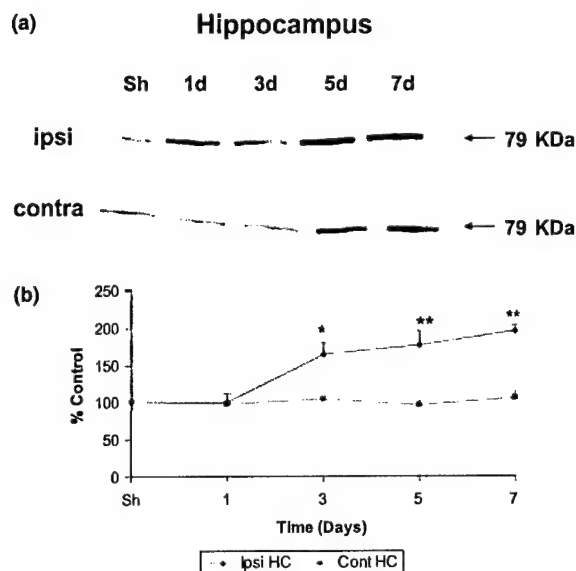 (a) Hippocampus
Sh 1d 3d 5d 7d
ipsi ← 79 KDa
contra ← 79 KDa
(b)
250
200
150
100
50
0
% Control
* ** **
Sh 1 3 5 7
Time (Days)
Ipsi HC Cont HC